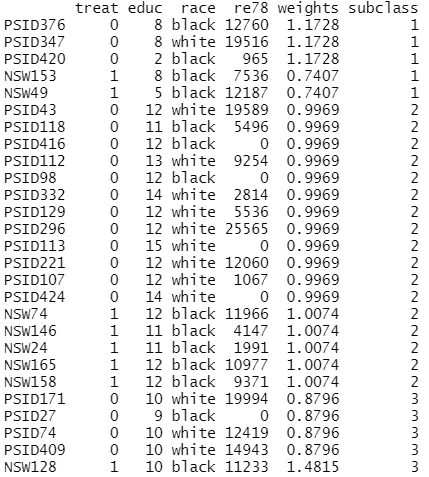 treat educ race re78 weights subclass
PSID376 0 8 black 12760 1.1728 1
PSID347 0 8 white 19516 1.1728 1
PSID420 0 2 black 965 1.1728 1
NSW153 1 8 black 7536 0.7407 1
NSW49 1 5 black 12187 0.7407 1
PSID43 0 12 white 19589 0.9969 2
PSID118 0 11 black 5496 0.9969 2
PSID416 0 12 black 0 0.9969 2
PSID112 0 13 white 9254 0.9969 2
PSID98 0 12 black 0 0.9969 2
PSID332 0 14 white 2814 0.9969 2
PSID129 0 12 white 5536 0.9969 2
PSID296 0 12 white 25565 0.9969 2
PSID113 0 15 white 0 0.9969 2
PSID221 0 12 white 12060 0.9969 2
PSID107 0 12 white 1067 0.9969 2
PSID424 0 14 white 0 0.9969 2
NSW74 1 12 black 11966 1.0074 2
NSW146 1 11 black 4147 1.0074 2
NSW24 1 11 black 1991 1.0074 2
NSW165 1 12 black 10977 1.0074 2
NSW158 1 12 black 9371 1.0074 2
PSID171 0 10 white 19994 0.8796 3
PSID27 0 9 black 0 0.8796 3
PSID74 0 10 white 12419 0.8796 3
PSID409 0 10 white 14943 0.8796 3
NSW128 1 10 black 11233 1.4815 3